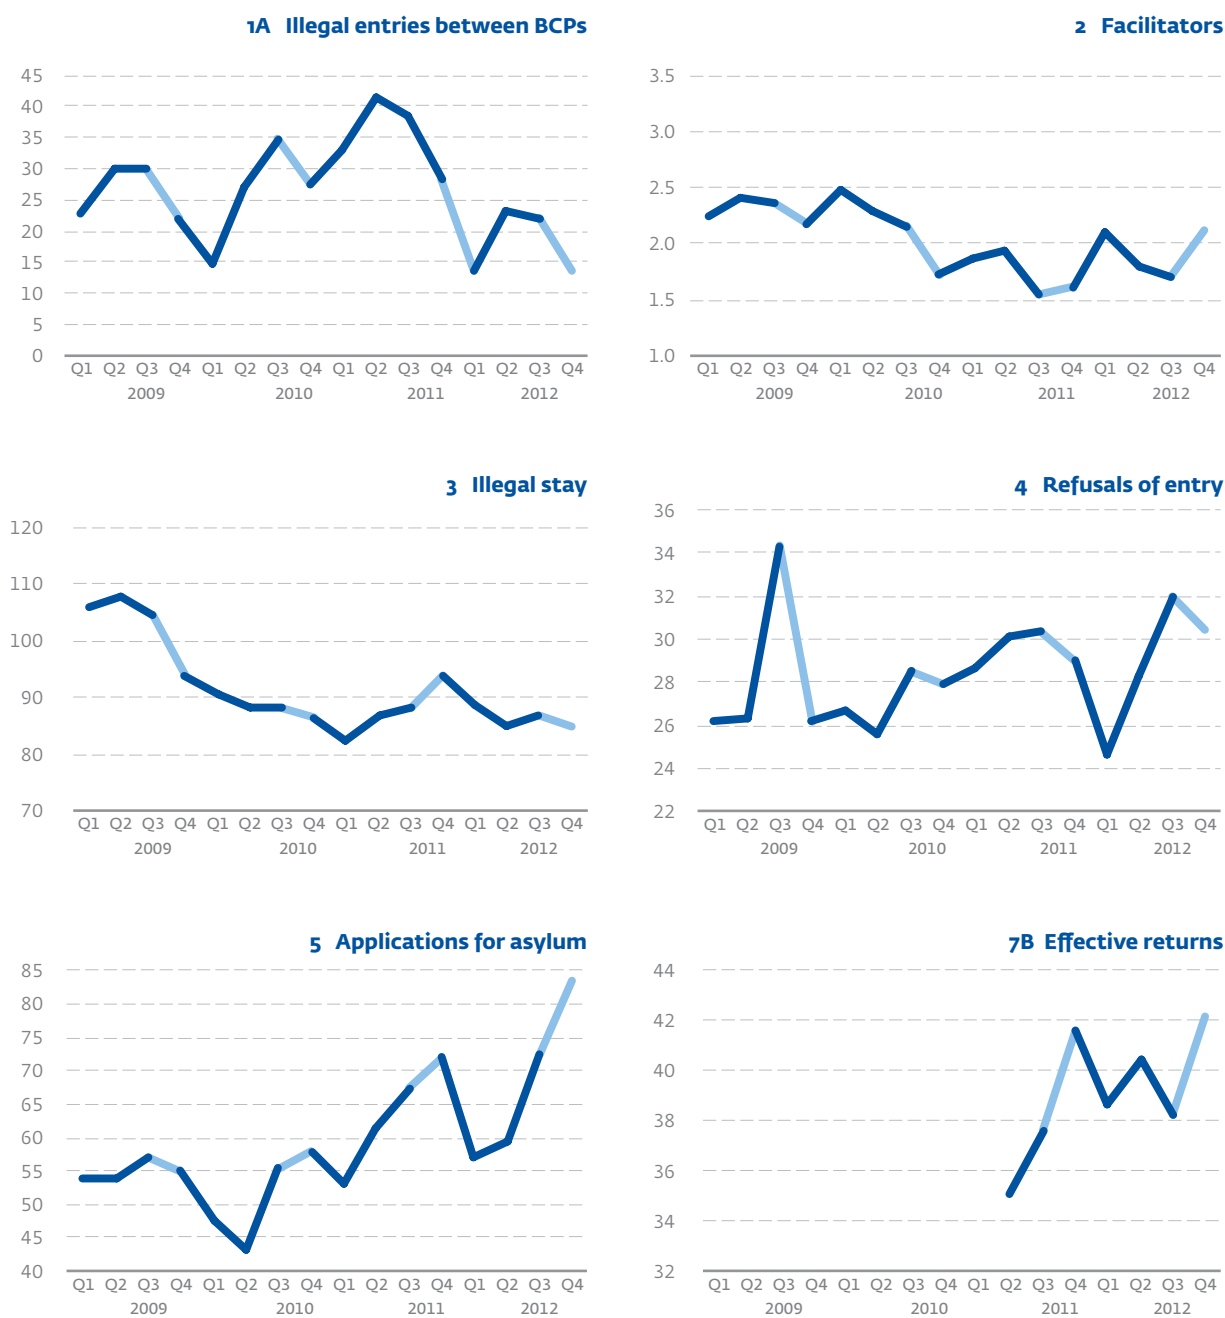 1A Illegal entries between BCPs
45
40
35
30
25
20
15
10
5
0
Q1 Q2 Q3 Q4 Q1 Q2 Q3 Q4 Q1 Q2 Q3 Q4 Q1 Q2 Q3 Q4
2009 2010 2011 2012
2 Facilitators
3.5
3.0
2.5
2.0
1.5
1.0
Q1 Q2 Q3 Q4 Q1 Q2 Q3 Q4 Q1 Q2 Q3 Q4 Q1 Q2 Q3 Q4
2009 2010 2011 2012
3 Illegal stay
120
110
100
90
80
70
Q1 Q2 Q3 Q4 Q1 Q2 Q3 Q4 Q1 Q2 Q3 Q4 Q1 Q2 Q3 Q4
2009 2010 2011 2012
4 Refusals of entry
36
34
32
30
28
26
24
22
Q1 Q2 Q3 Q4 Q1 Q2 Q3 Q4 Q1 Q2 Q3 Q4 Q1 Q2 Q3 Q4
2009 2010 2011 2012
5 Applications for asylum
85
80
75
70
65
60
55
50
45
40
Q1 Q2 Q3 Q4 Q1 Q2 Q3 Q4 Q1 Q2 Q3 Q4 Q1 Q2 Q3 Q4
2009 2010 2011 2012
7B Effective returns
44
42
40
38
36
34
32
Q1 Q2 Q3 Q4 Q1 Q2 Q3 Q4 Q1 Q2 Q3 Q4 Q1 Q2 Q3 Q4
2009 2010 2011 2012